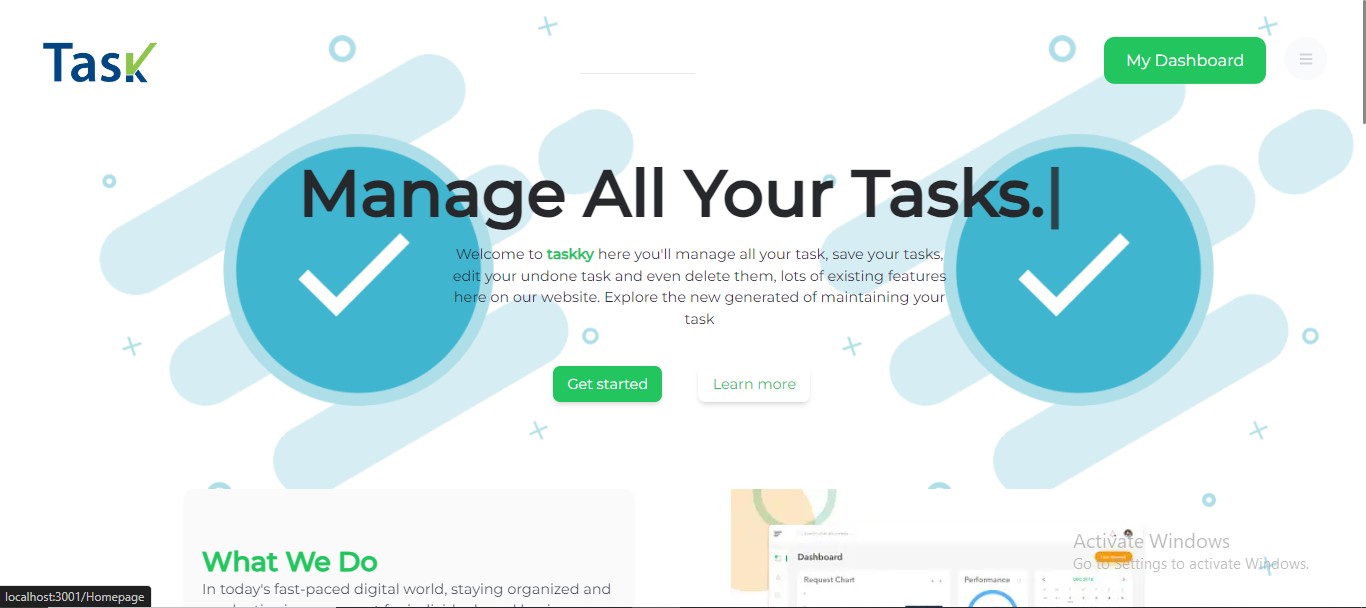 Task
My Dashboard
Manage All Your Tasks.|
Welcome to taskky here you'll manage all your task, save your tasks,
edit your undone task and even delete them, lots of existing features
here on our website. Explore the new generated of maintaining your
task
Get started
Learn more
What We Do
In today's fast-paced digital world, staying organized and
Dashboard
Request Chart
Performance
DEC 2018
Activate Windows
Go to Settings to activate Windows.
localhost:3001/Homepage